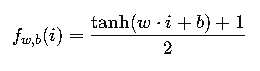 f_{w,b}(i) = \frac{\tanh(w \cdot i + b) + 1}{2}